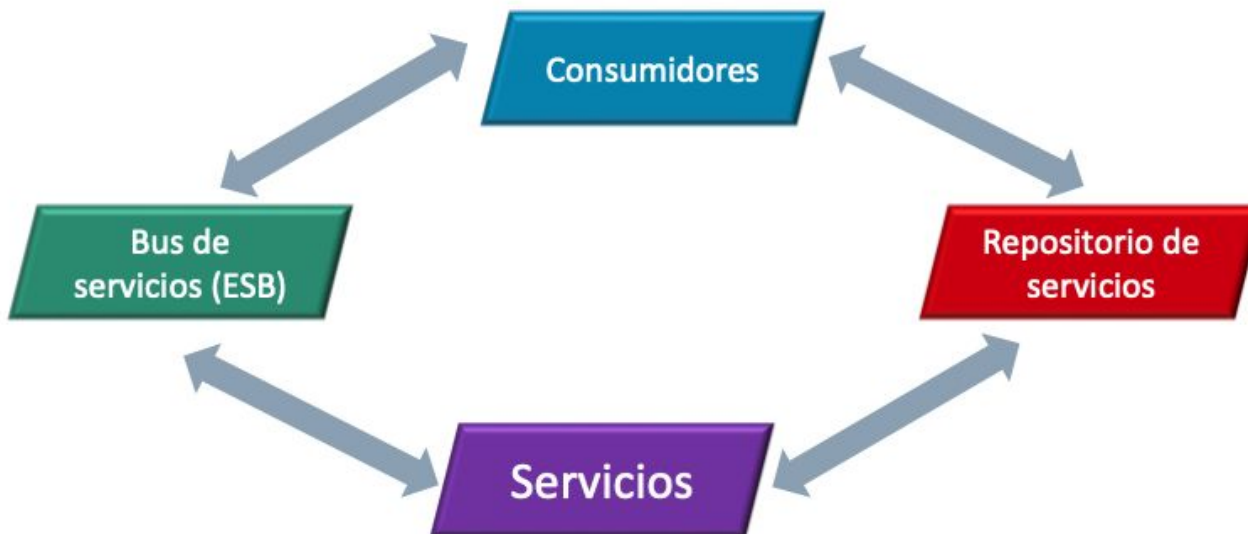 Consumidores
Bus de
servicios (ESB)
Repositorio de
servicios
Servicios